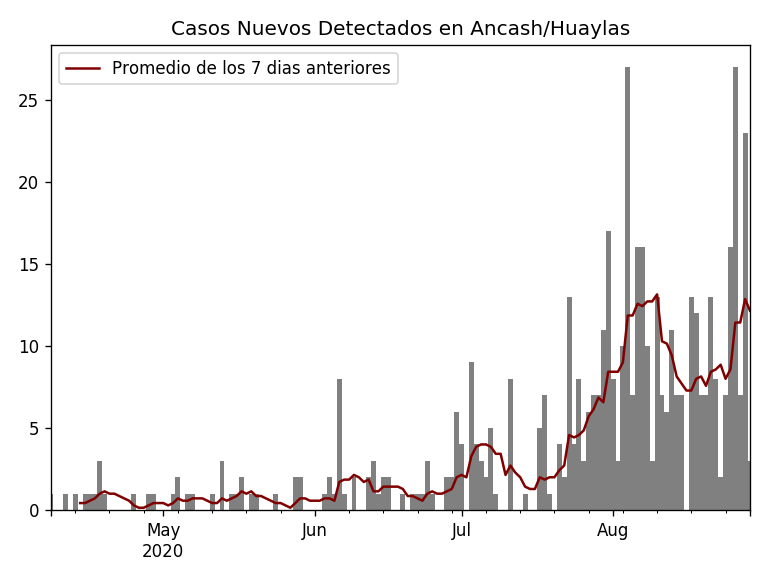 Casos Nuevos Detectados en Ancash/Huaylas
Promedio de los 7 dias anteriores
25
20
15
10
5
0
May
2020
Jun
Jul
Aug